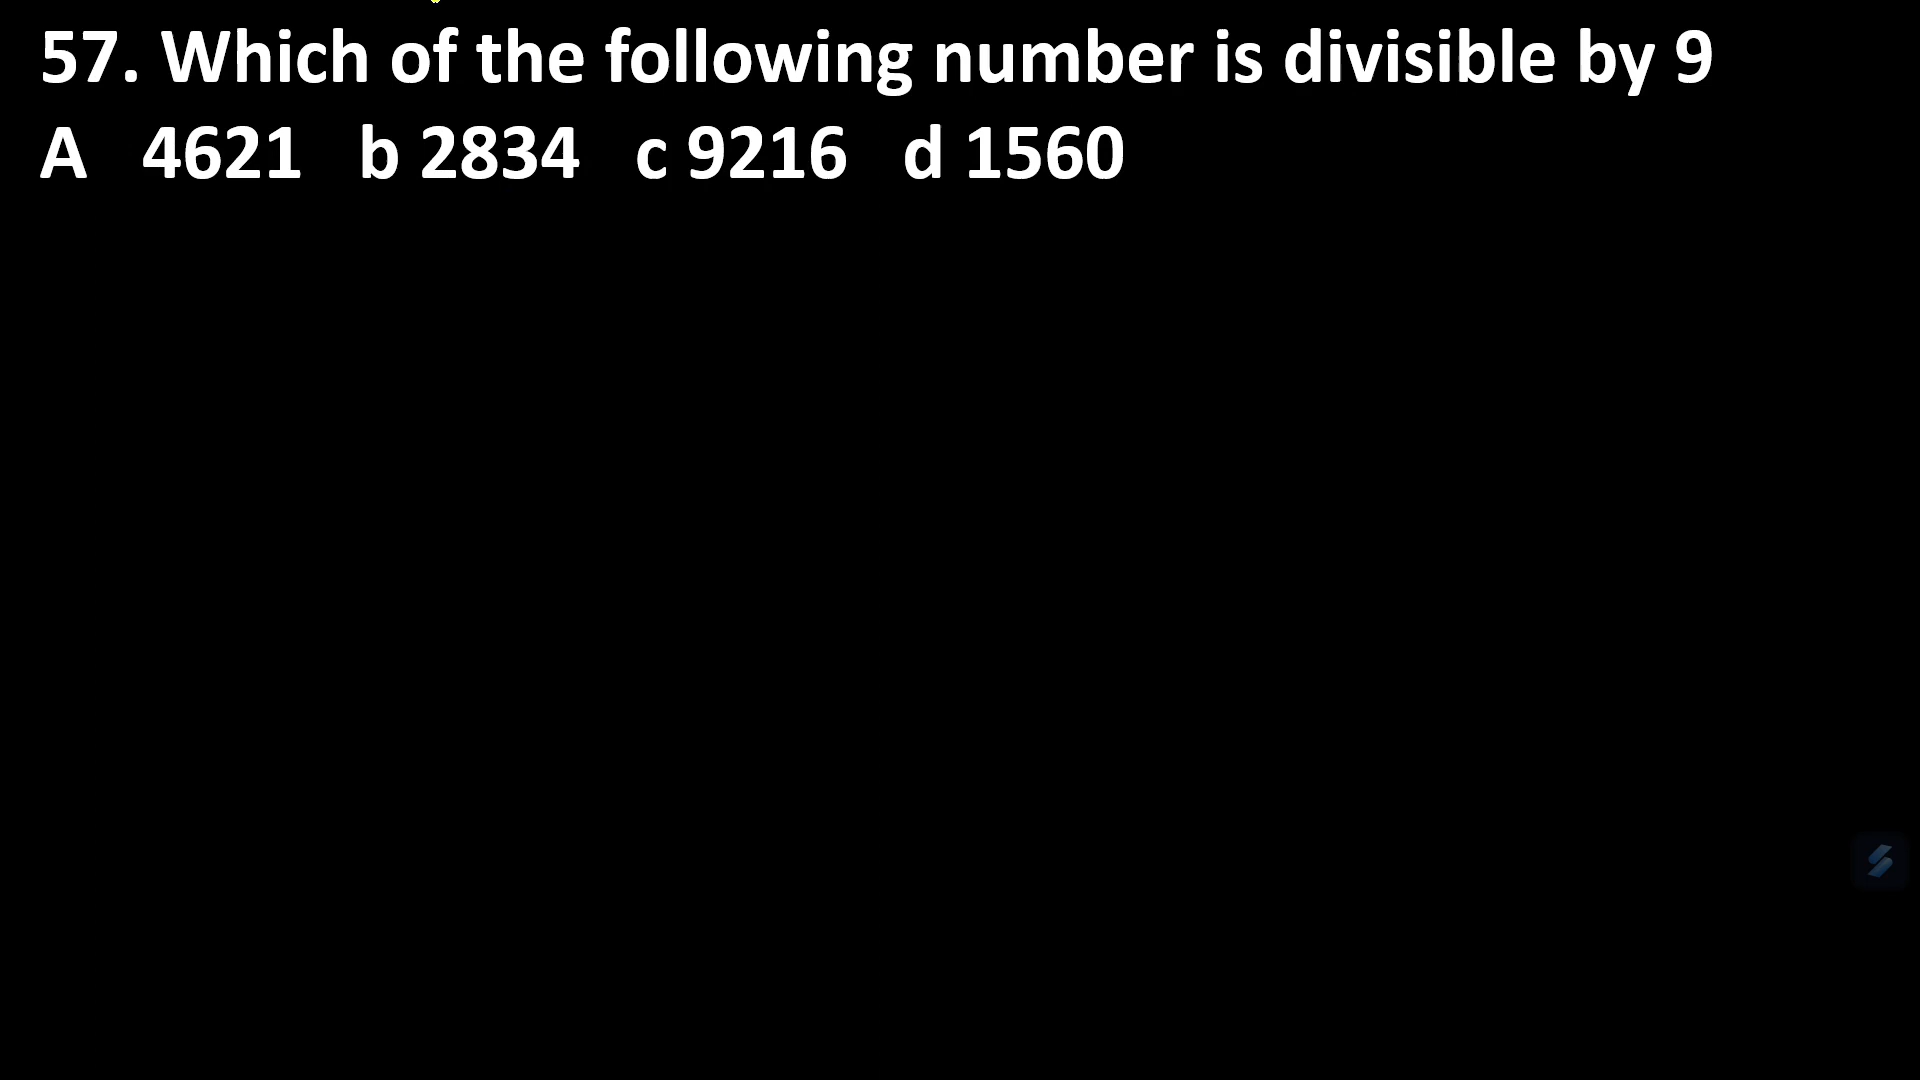 57. Which of the following number is divisible by 9
A 4621 b 2834 c 9216 d 1560